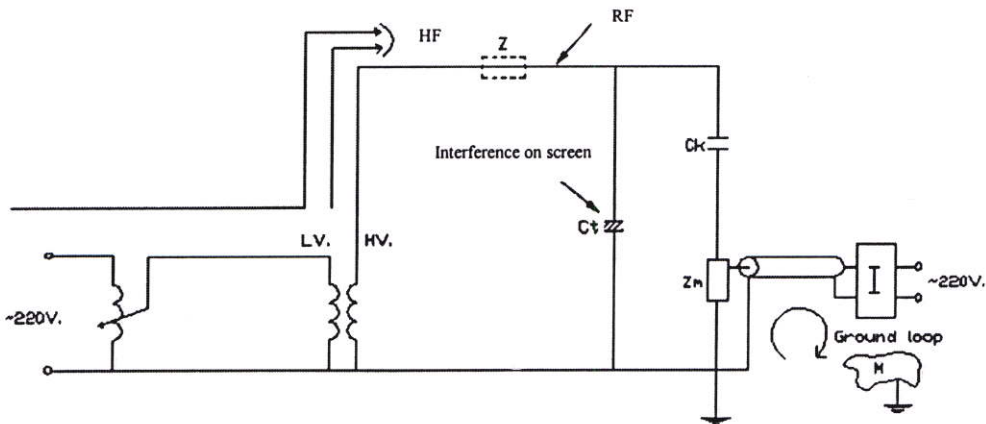 HF
RF
Z
Interference on screen
Ck
Ct
LV.
HV.
Zm
I
~220V.
~220V.
Ground loop
M